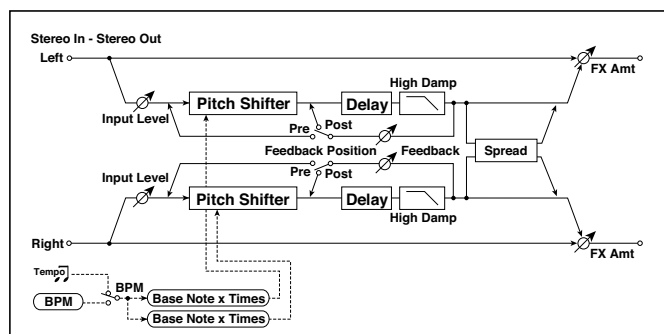 Stereo In - Stereo Out
Left
FX Amt
High Damp
Pitch Shifter
Delay
Input Level
Post
Pre
Feedback Position
Feedback
Spread
Input Level
Pre
Post
Pitch Shifter
Delay
High Damp
Right
FX Amt
Tempo
BPM
BPM
Base Note x Times
Base Note x Times